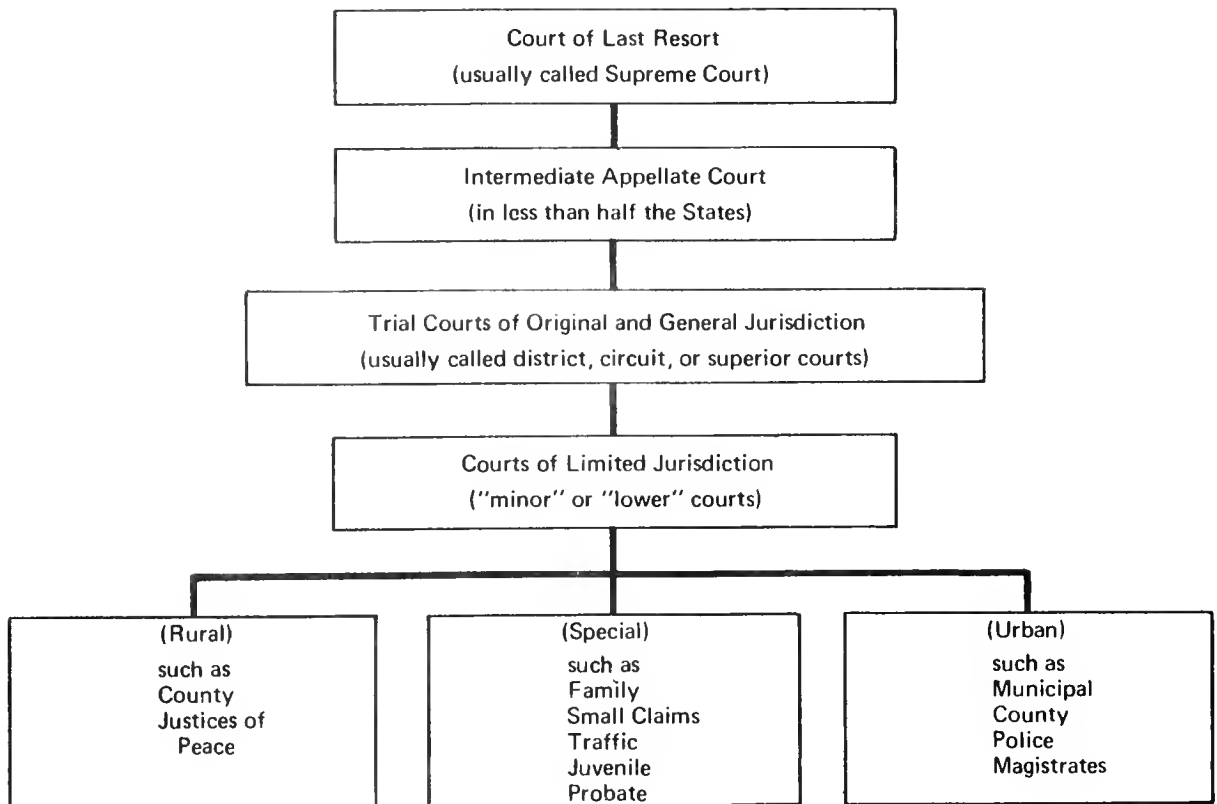 Court of Last Resort
(usually called Supreme Court)
Intermediate Appellate Court
(in less than half the States)
Trial Courts of Original and General Jurisdiction
(usually called district, circuit, or superior courts)
Courts of Limited Jurisdiction
("minor" or "lower" courts)
(Rural)
such as
County
Justices of
Peace
(Special)
such as
Family
Small Claims
Traffic
Juvenile
Probate
(Urban)
such as
Municipal
County
Police
Magistrates